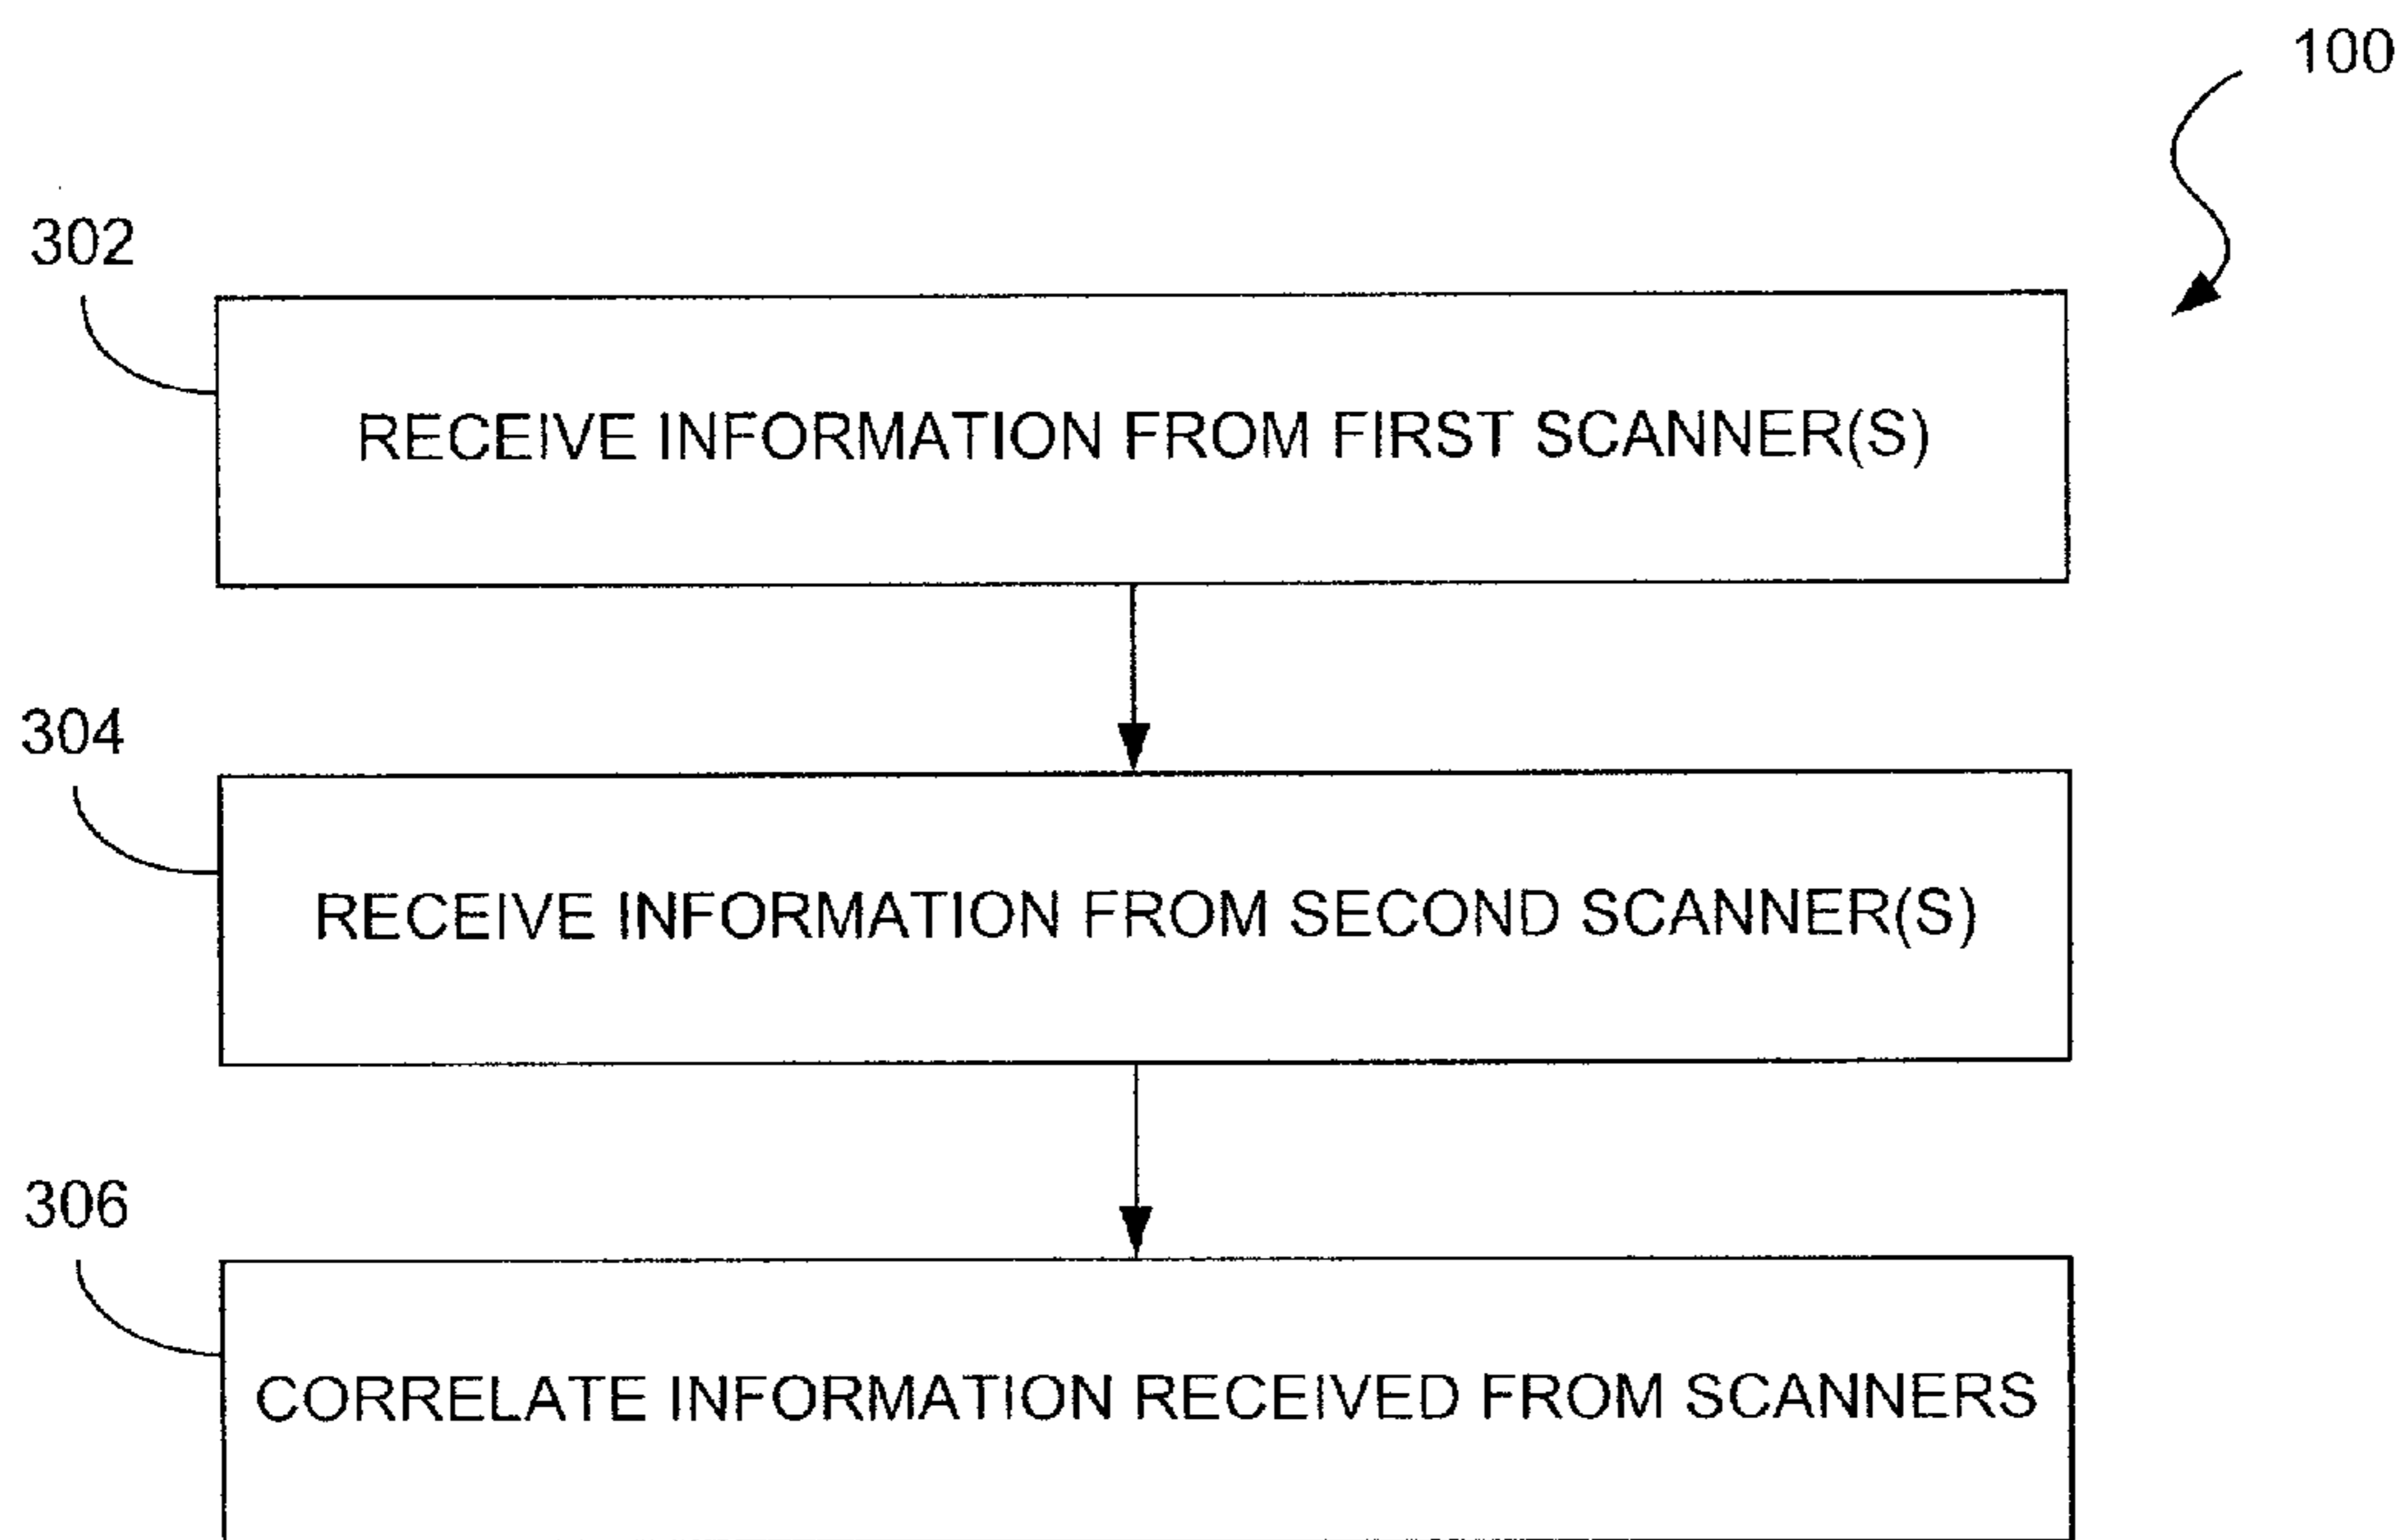 100
302
RECEIVE INFORMATION FROM FIRST SCANNER(S)
304
RECEIVE INFORMATION FROM SECOND SCANNER(S)
306
CORRELATE INFORMATION RECEIVED FROM SCANNERS